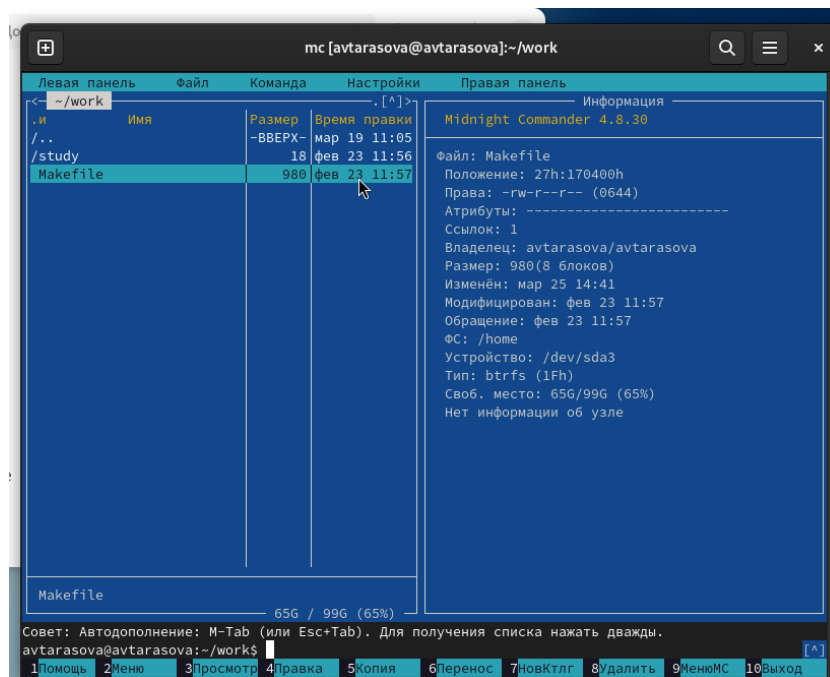 mc [avtarasova@avtarasova]:~/work
Левая панель Файл Команда Настройки Правая панель
<— ~/work —.[^]>
.и Имя Размер Время правки
/.. -ВВЕРХ- мар 19 11:05
/study 18 фев 23 11:56
Makefile 980 фев 23 11:57
Makefile
65G / 99G (65%)
Информация
Midnight Commander 4.8.30
Файл: Makefile
Положение: 27h:170400h
Права: -rw-r--r-- (0644)
Атрибуты: --------------------------
Ссылок: 1
Владелец: avtarasova/avtarasova
Размер: 980(8 блоков)
Изменён: мар 25 14:41
Модифицирован: фев 23 11:57
Обращение: фев 23 11:57
ФС: /home
Устройство: /dev/sda3
Тип: btrfs (1Fh)
Своб. место: 65G/99G (65%)
Нет информации об узле
Совет: Автодополнение: M-Tab (или Esc+Tab). Для получения списка нажать дважды.
avtarasova@avtarasova:~/work$ [^]
1Помощь 2Меню 3Просмотр 4Правка 5Копия 6Перенос 7НовКтлг 8Удалить 9МенюМС 10Выход